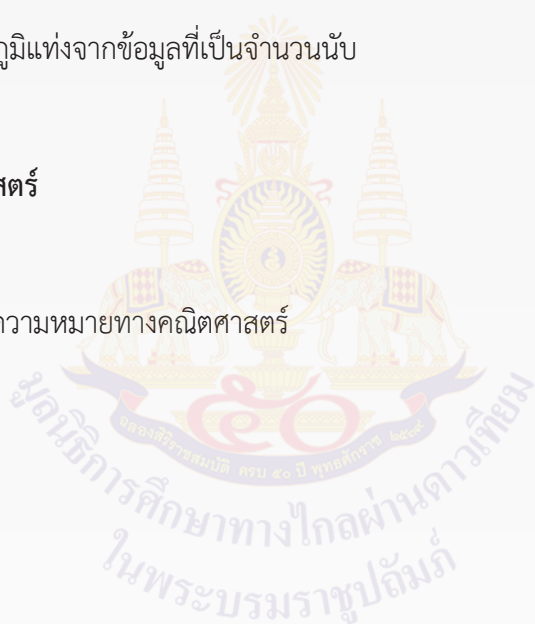 ภูมิแท่งจากข้อมูลที่เป็นจำนวนนับ
สตร์
ความหมายทางคณิตศาสตร์
๕๐
ฉลองสิริราชสมบัติ ครบ ๕๐ ปี พุทธศักราช ๒๕๓๙
มูลนิธิการศึกษาทางไกลผ่านดาวเทียม
ในพระบรมราชูปถัมภ์